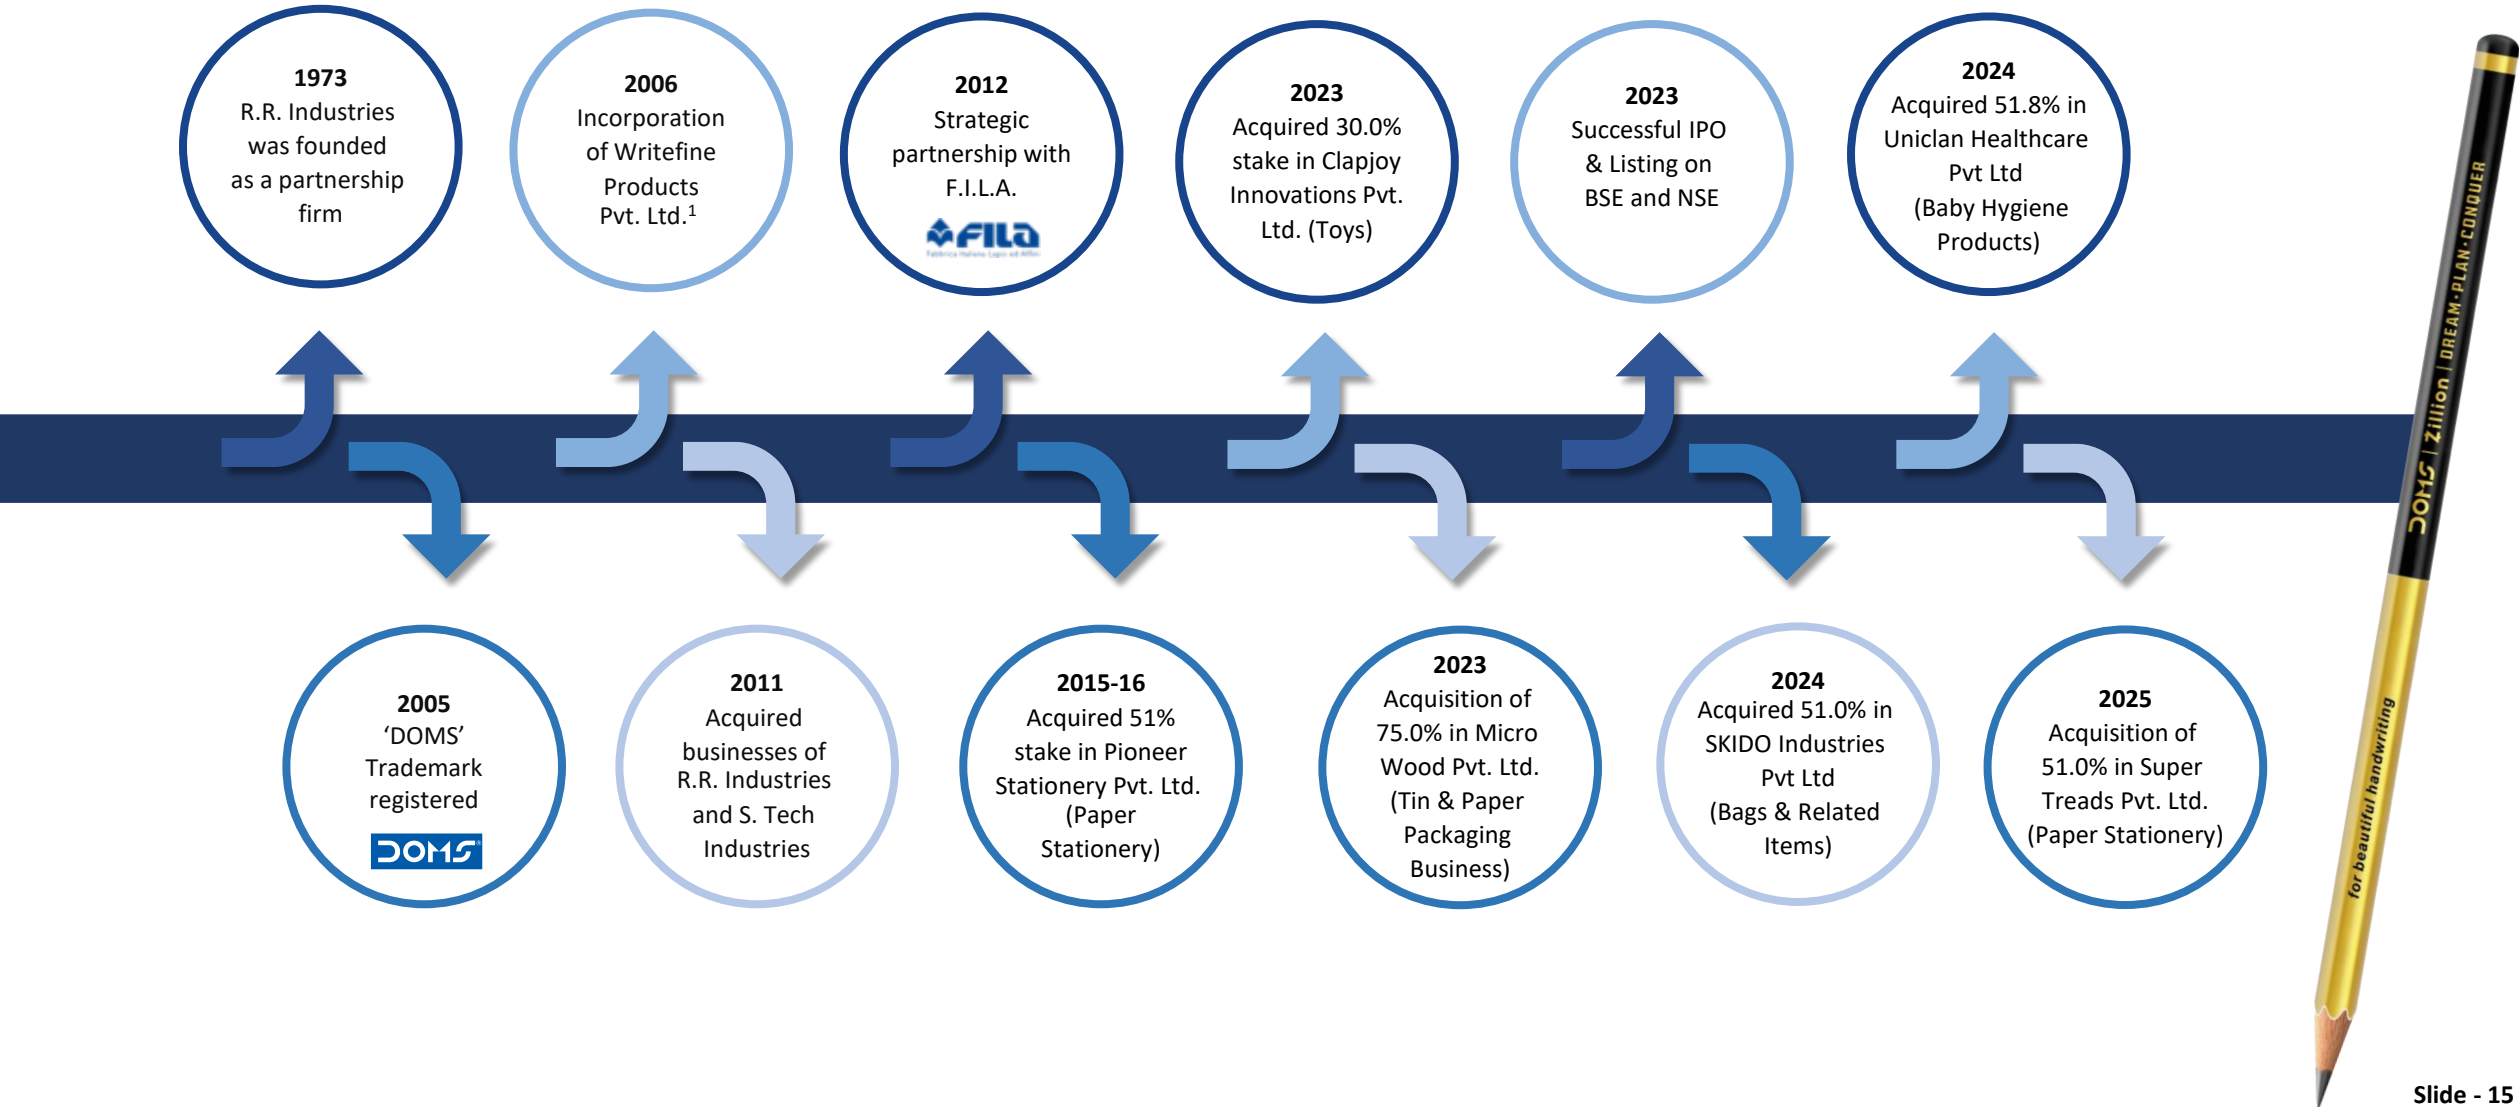 1973
R.R. Industries
was founded
as a partnership
firm
2006
Incorporation
of Writefine
Products
Pvt. Ltd.¹
2012
Strategic
partnership with
F.I.L.A.
FILA
Fabbrica Italiana Lapis ed Affini
2023
Acquired 30.0%
stake in Clapjoy
Innovations Pvt.
Ltd. (Toys)
2023
Successful IPO
& Listing on
BSE and NSE
2024
Acquired 51.8% in
Uniclan Healthcare
Pvt Ltd
(Baby Hygiene
Products)
2005
‘DOMS’
Trademark
registered
DOMS®
2011
Acquired
businesses of
R.R. Industries
and S. Tech
Industries
2015-16
Acquired 51%
stake in Pioneer
Stationery Pvt. Ltd.
(Paper
Stationery)
2023
Acquisition of
75.0% in Micro
Wood Pvt. Ltd.
(Tin & Paper
Packaging
Business)
2024
Acquired 51.0% in
SKIDO Industries
Pvt Ltd
(Bags & Related
Items)
2025
Acquisition of
51.0% in Super
Treads Pvt. Ltd.
(Paper Stationery)
DOMS | Zillion | DREAM·PLAN·CONQUER
for beautiful handwriting
Slide - 15